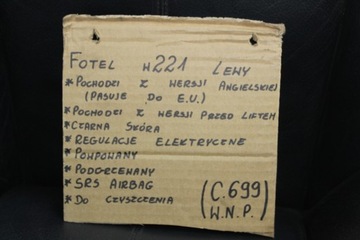 FOTEL W221 LEWY
* POCHODZI Z WERSJI ANGIELSKIEJ
(PASUJE DO E.U.)
* POCHODZI Z WERSJI PRZED LIFTEM
* CZARNA SKÓRA
* REGULACJE ELEKTRYCZNE
* POMPOWANY
* PODGRZEWANY
* SRS AIRBAG
* DO CZYSZCZENIA
(C.699
W.N.P.)